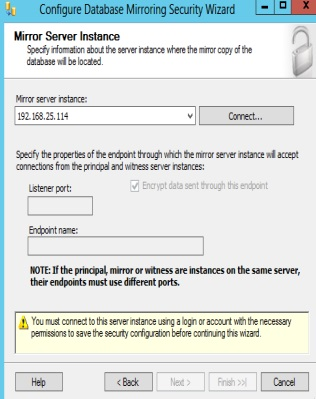 Configure Database Mirroring Security Wizard
Mirror Server Instance
Specify information about the server instance where the mirror copy of the
database will be located.
Mirror server instance:
192.168.25.114
Connect...
Specify the properties of the endpoint through which the mirror server instance will accept
connections from the principal and witness server instances:
Listener port:
Encrypt data sent through this endpoint
Endpoint name:
NOTE: If the principal, mirror or witness are instances on the same server,
their endpoints must use different ports.
You must connect to this server instance using a login or account with the necessary
permissions to save the security configuration before continuing this wizard.
Help
< Back
Next >
Finish >>|
Cancel